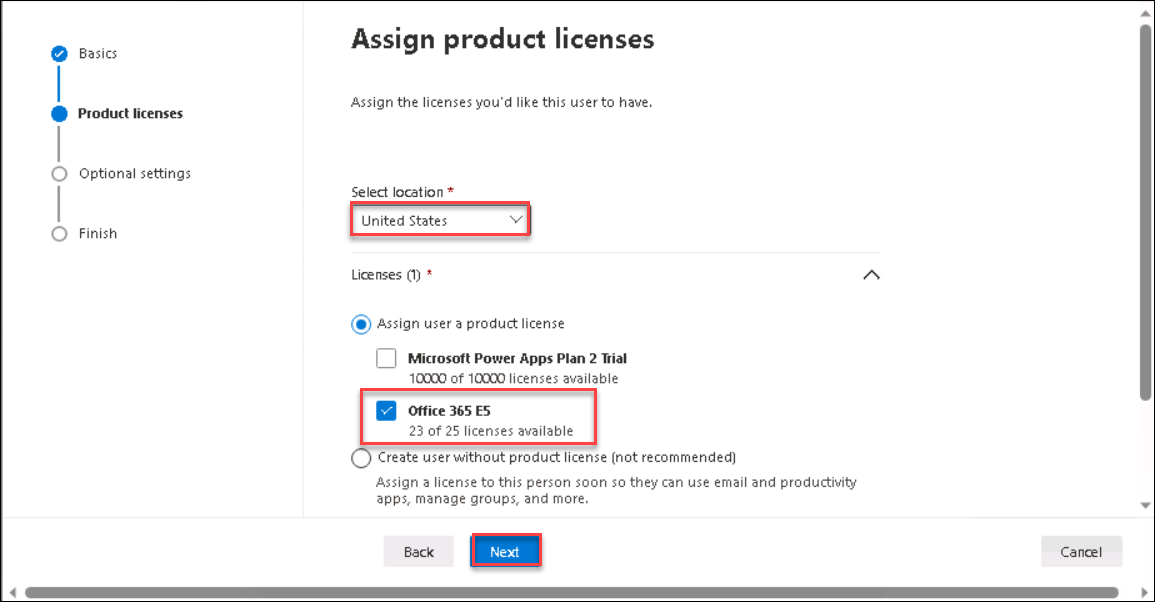 Basics
Product licenses
Optional settings
Finish
Assign product licenses
Assign the licenses you'd like this user to have.
Select location *
United States
Licenses (1) *
Assign user a product license
Microsoft Power Apps Plan 2 Trial
10000 of 10000 licenses available
Office 365 E5
23 of 25 licenses available
Create user without product license (not recommended)
Assign a license to this person soon so they can use email and productivity
apps, manage groups, and more.
Back
Next
Cancel